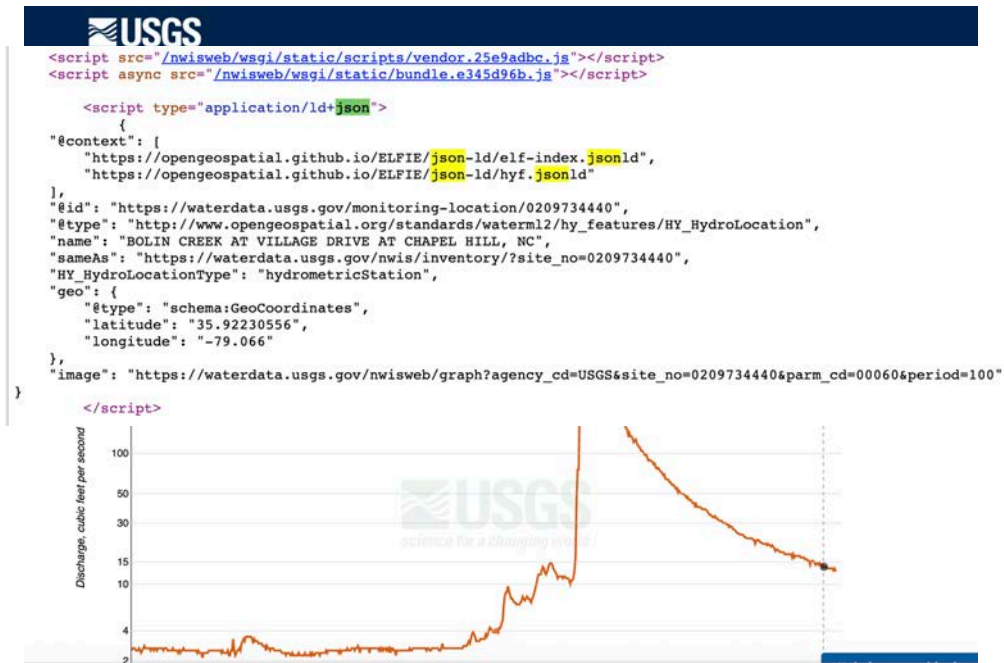 USGS
<script src="/nwisweb/wsgi/static/scripts/vendor.25e9adbc.js"></script>
<script async src="/nwisweb/wsgi/static/bundle.e345d96b.js"></script>
<script type="application/ld+json">
{
"@context": [
"https://opengeospatial.github.io/ELFIE/json-ld/elf-index.jsonld",
"https://opengeospatial.github.io/ELFIE/json-ld/hyf.jsonld"
],
"@id": "https://waterdata.usgs.gov/monitoring-location/0209734440",
"@type": "http://www.opengeospatial.org/standards/waterml2/hy_features/HY_HydroLocation",
"name": "BOLIN CREEK AT VILLAGE DRIVE AT CHAPEL HILL, NC",
"sameAs": "https://waterdata.usgs.gov/nwis/inventory/?site_no=0209734440",
"HY_HydroLocationType": "hydrometricStation",
"geo": {
"@type": "schema:GeoCoordinates",
"latitude": "35.92230556",
"longitude": "-79.066"
},
"image": "https://waterdata.usgs.gov/nwisweb/graph?agency_cd=USGS&site_no=0209734440&parm_cd=00060&period=100"
}
</script>
Discharge, cubic feet per second
100
50
30
15
10
4
2
USGS
science for a changing world